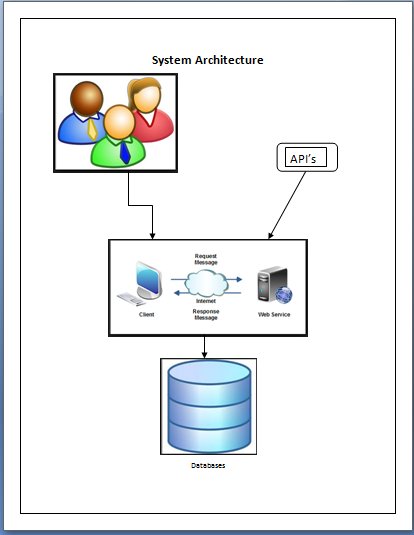 System Architecture
API's
Request
Message
Internet
Client
Response
Message
Web Service
Databases